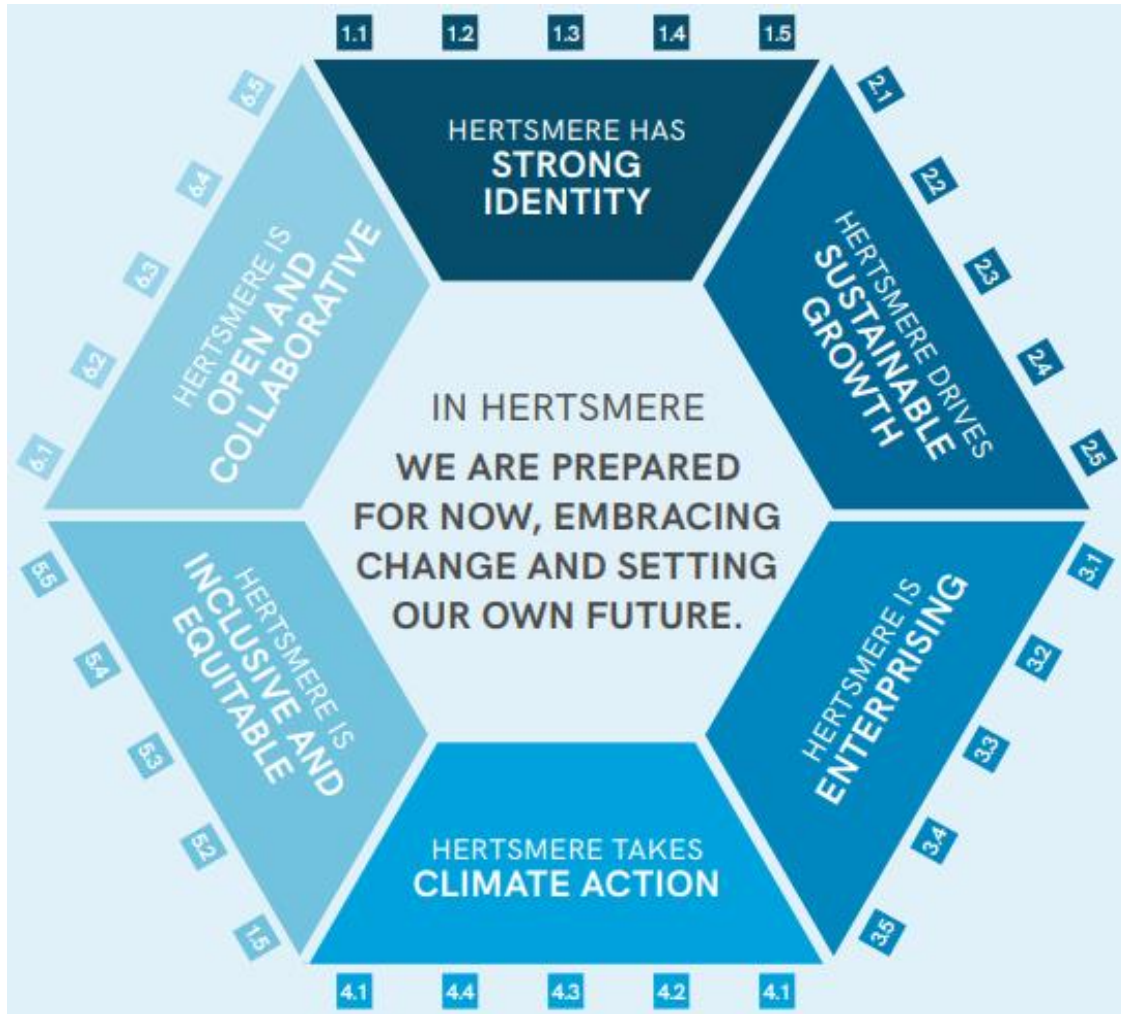 1.1 1.2 1.3 1.4 1.5
HERTSMERE HAS
STRONG
IDENTITY
2.1
2.2
2.3
2.4
2.5
HERTSMERE DRIVES
SUSTAINABLE
GROWTH
3.1
3.2
3.3
3.4
3.5
HERTSMERE IS
ENTERPRISING
4.1 4.4 4.3 4.2 4.1
HERTSMERE TAKES
CLIMATE ACTION
1.5
5.2
5.3
5.4
5.5
HERTSMERE IS
INCLUSIVE AND
EQUITABLE
6.1
6.2
6.3
6.4
6.5
HERTSMERE IS
OPEN AND
COLLABORATIVE
IN HERTSMERE
WE ARE PREPARED
FOR NOW, EMBRACING
CHANGE AND SETTING
OUR OWN FUTURE.